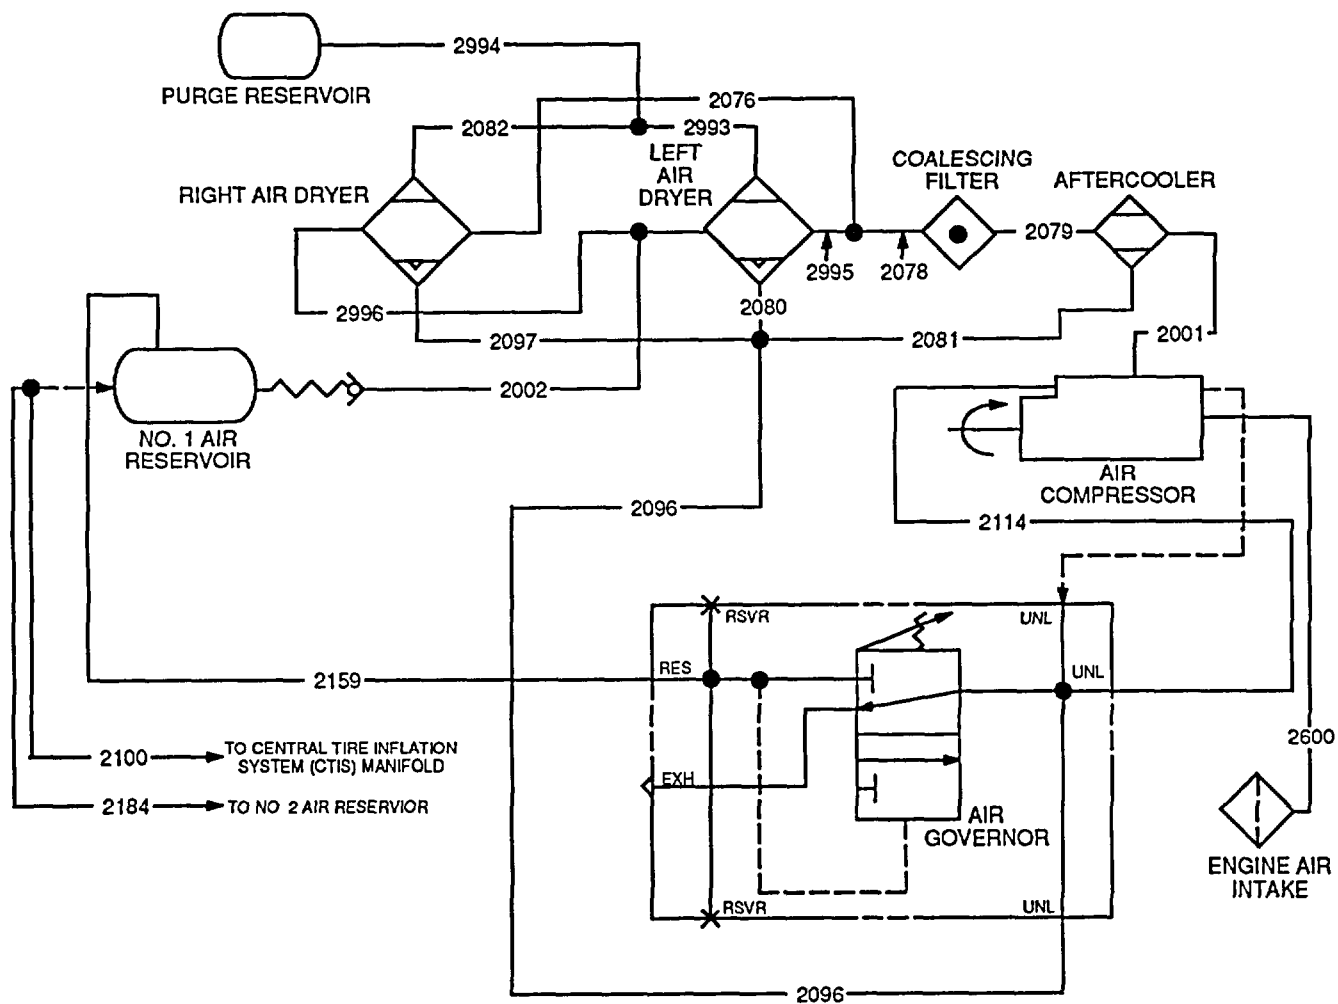 2994
PURGE RESERVOIR
2076
2082
2993
LEFT
AIR
DRYER
COALESCING
FILTER
AFTERCOOLER
RIGHT AIR DRYER
2079
2995
2078
2080
2996
2097
2081
2001
2002
NO. 1 AIR
RESERVOIR
AIR
COMPRESSOR
2096
2114
RSVR
UNL
RES
UNL
2159
2600
2100
TO CENTRAL TIRE INFLATION
SYSTEM (CTIS) MANIFOLD
EXH
2184
TO NO 2 AIR RESERVIOR
AIR
GOVERNOR
ENGINE AIR
INTAKE
RSVR
UNL
2096